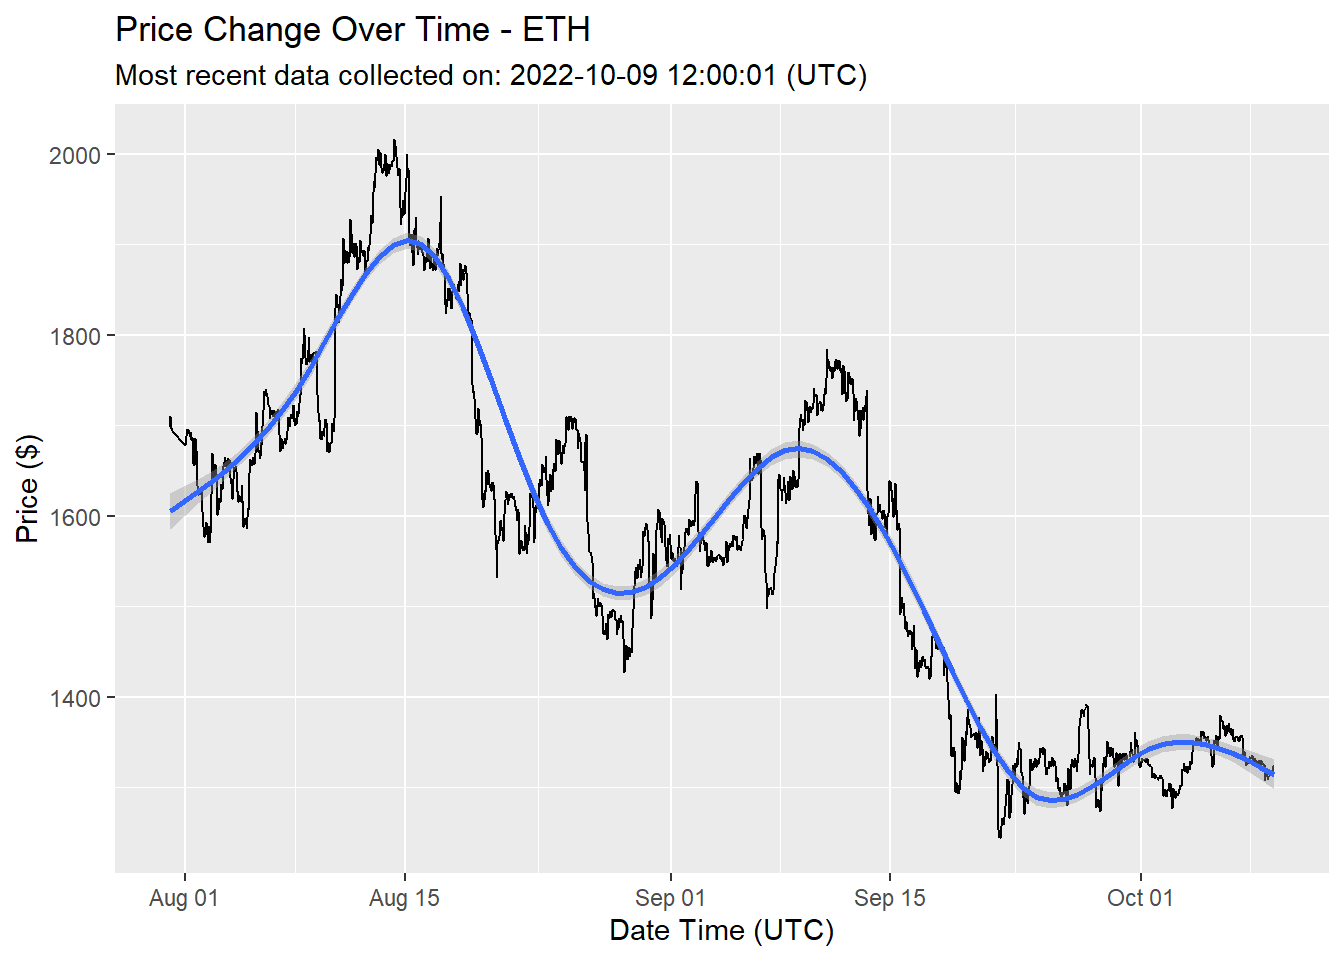 Price Change Over Time - ETH
Most recent data collected on: 2022-10-09 12:00:01 (UTC)
Price ($)
2000
1800
1600
1400
Aug 01
Aug 15
Sep 01
Sep 15
Oct 01
Date Time (UTC)